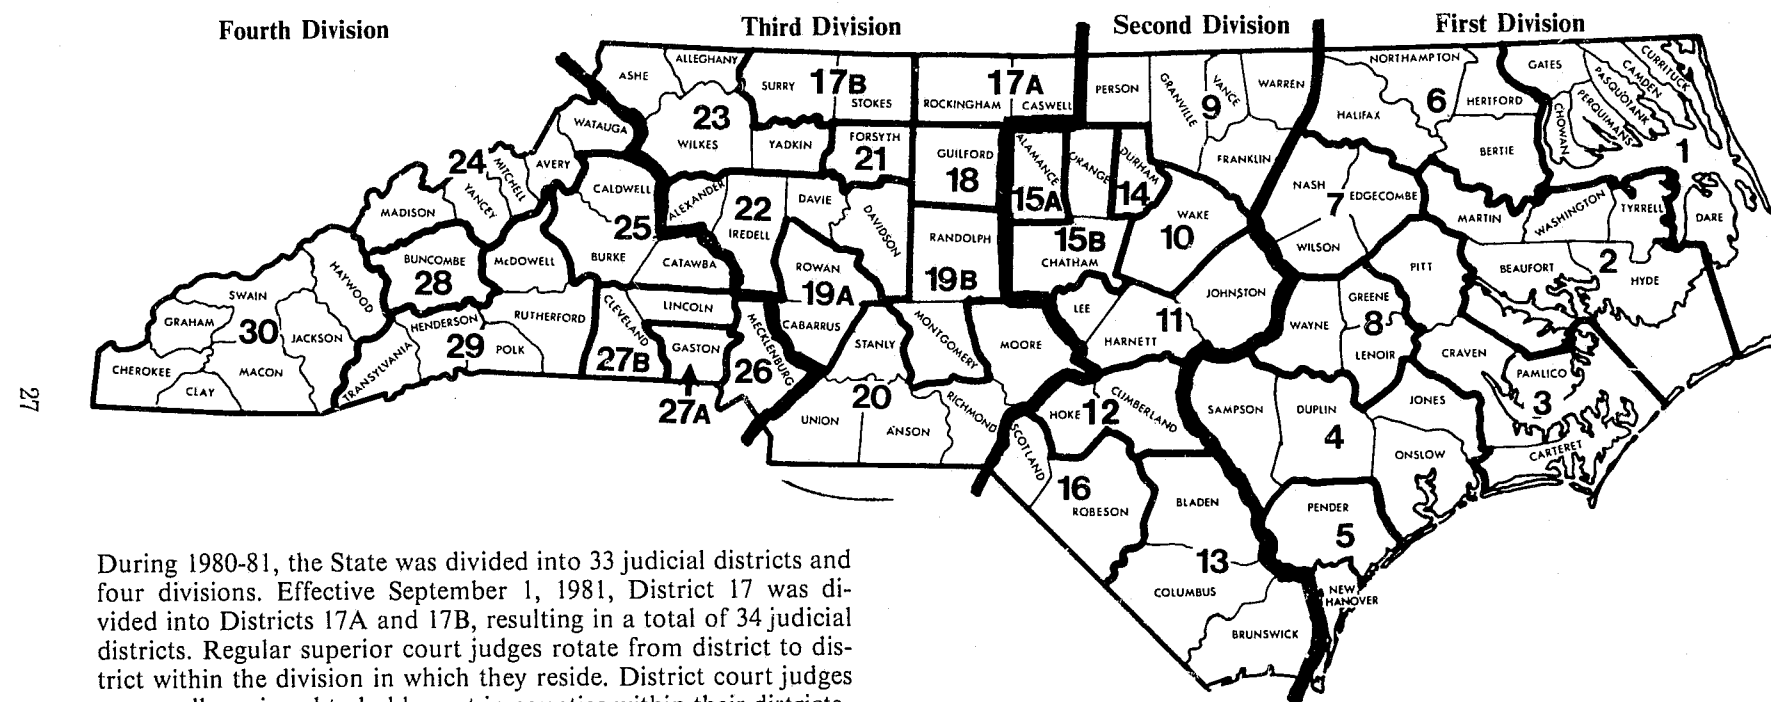 Fourth Division
Third Division
Second Division
First Division
ASHE
ALLEGHANY
SURRY
17B
STOKES
17A
ROCKINGHAM
CASWELL
PERSON
GRANVILLE
VANCE
9
WARREN
FRANKLIN
NORTHAMPTON
6
HALIFAX
HERTFORD
BERTIE
GATES
CURRITUCK
CAMDEN
PASQUOTANK
PERQUIMANS
CHOWAN
1
WATAUGA
23
WILKES
YADKIN
FORSYTH
21
GUILFORD
18
ALAMANCE
15A
ORANGE
DURHAM
14
24
MITCHELL
AVERY
YANCEY
MADISON
CALDWELL
25
ALEXANDER
22
IREDELL
DAVIE
DAVIDSON
RANDOLPH
19B
15B
CHATHAM
WAKE
10
NASH
7
EDGECOMBE
WILSON
MARTIN
WASHINGTON
TYRRELL
DARE
BUNCOMBE
28
McDOWELL
BURKE
CATAWBA
ROWAN
19A
CABARRUS
PITT
BEAUFORT
2
HYDE
HAYWOOD
SWAIN
GRAHAM
30
JACKSON
CHEROKEE
MACON
CLAY
TRANSYLVANIA
HENDERSON
29
POLK
RUTHERFORD
CLEVELAND
27B
LINCOLN
GASTON
27A
MECKLENBURG
26
STANLY
MONTGOMERY
MOORE
LEE
HARNETT
11
JOHNSTON
WAYNE
GREENE
8
LENOIR
CRAVEN
PAMLICO
3
JONES
CARTERET
ONSLOW
UNION
20
ANSON
RICHMOND
SCOTLAND
HOKE
12
CUMBERLAND
SAMPSON
DUPLIN
4
16
ROBESON
BLADEN
13
COLUMBUS
BRUNSWICK
PENDER
5
NEW
HANOVER
27
During 1980-81, the State was divided into 33 judicial districts and
four divisions. Effective September 1, 1981, District 17 was di-
vided into Districts 17A and 17B, resulting in a total of 34 judicial
districts. Regular superior court judges rotate from district to dis-
trict within the division in which they reside. District court judges